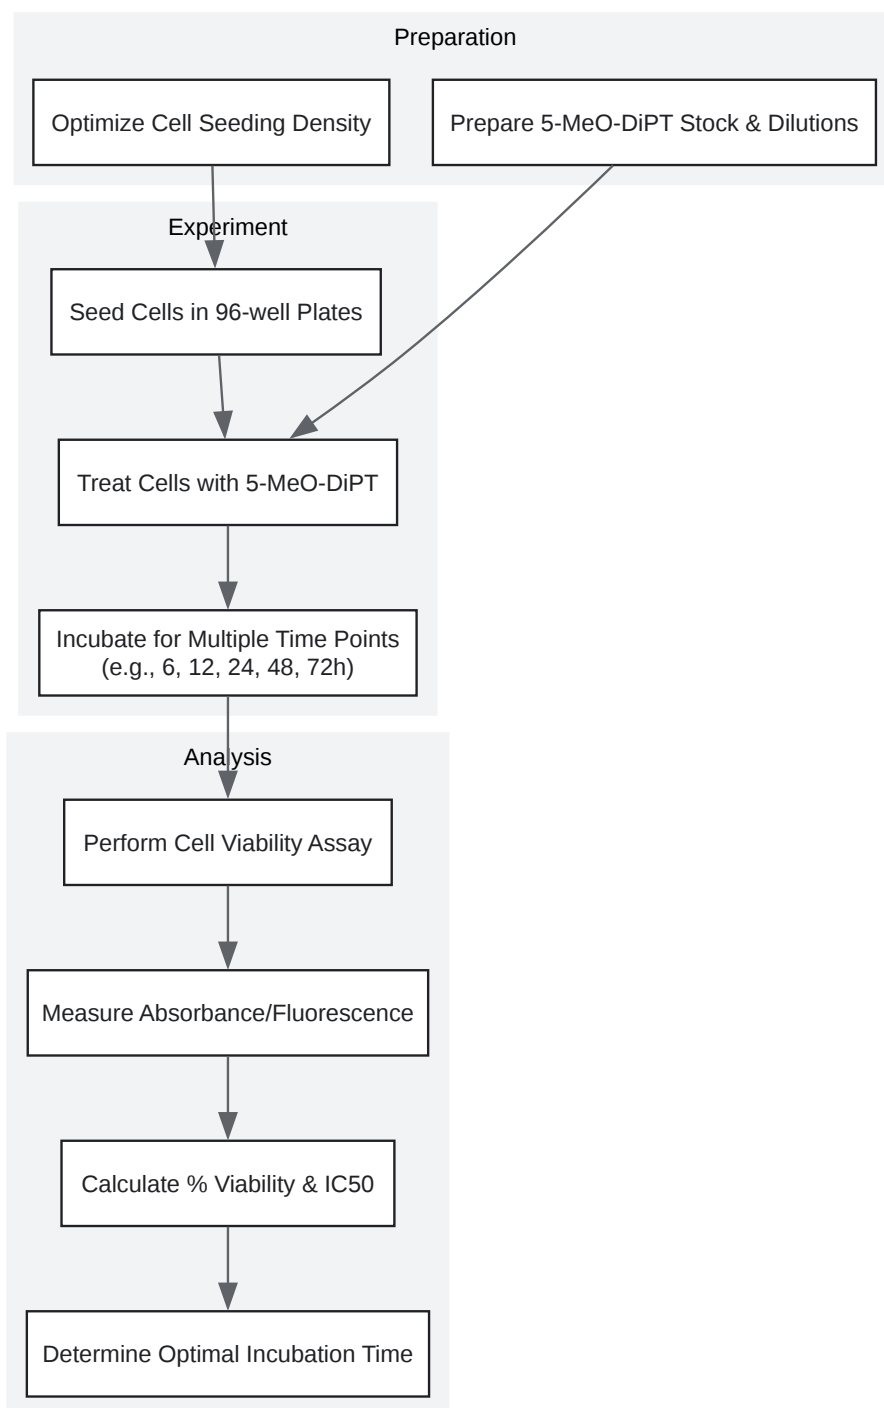 Preparation
Optimize Cell Seeding Density
Prepare 5-MeO-DiPT Stock & Dilutions
Experiment
Seed Cells in 96-well Plates
Treat Cells with 5-MeO-DiPT
Incubate for Multiple Time Points
(e.g., 6, 12, 24, 48, 72h)
Analysis
Perform Cell Viability Assay
Measure Absorbance/Fluorescence
Calculate % Viability & IC50
Determine Optimal Incubation Time